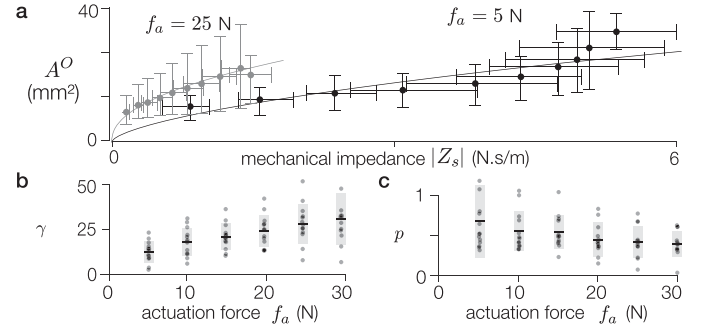 a
f_a = 25 N
f_a = 5 N
40
A^O
(mm²)
0
0
mechanical impedance |Z_s| (N.s/m)
6
b
50
γ
25
0
0
10
20
30
actuation force f_a (N)
c
1
p
0
0
10
20
30
actuation force f_a (N)